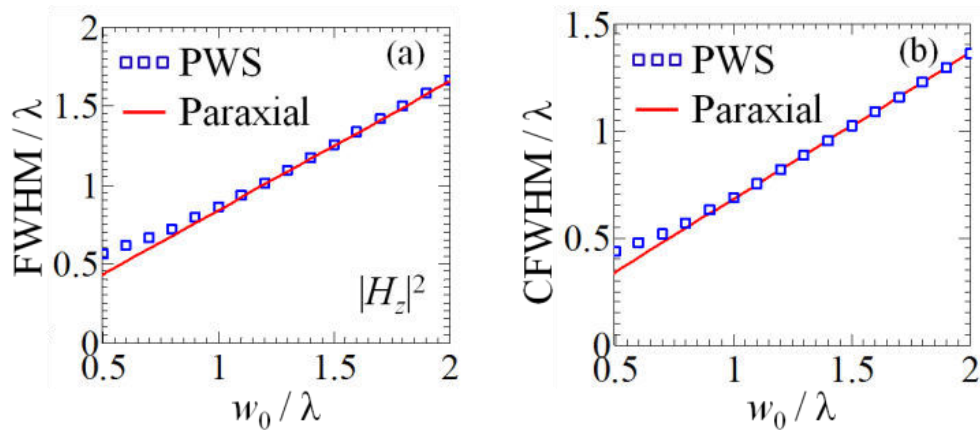 2
1.5
1
0.5
0
FWHM / λ
PWS
Paraxial
(a)
|H_z|²
0.5
1
1.5
2
w₀ / λ
1.5
1
0.5
0
CFWHM / λ
PWS
Paraxial
(b)
0.5
1
1.5
2
w₀ / λ